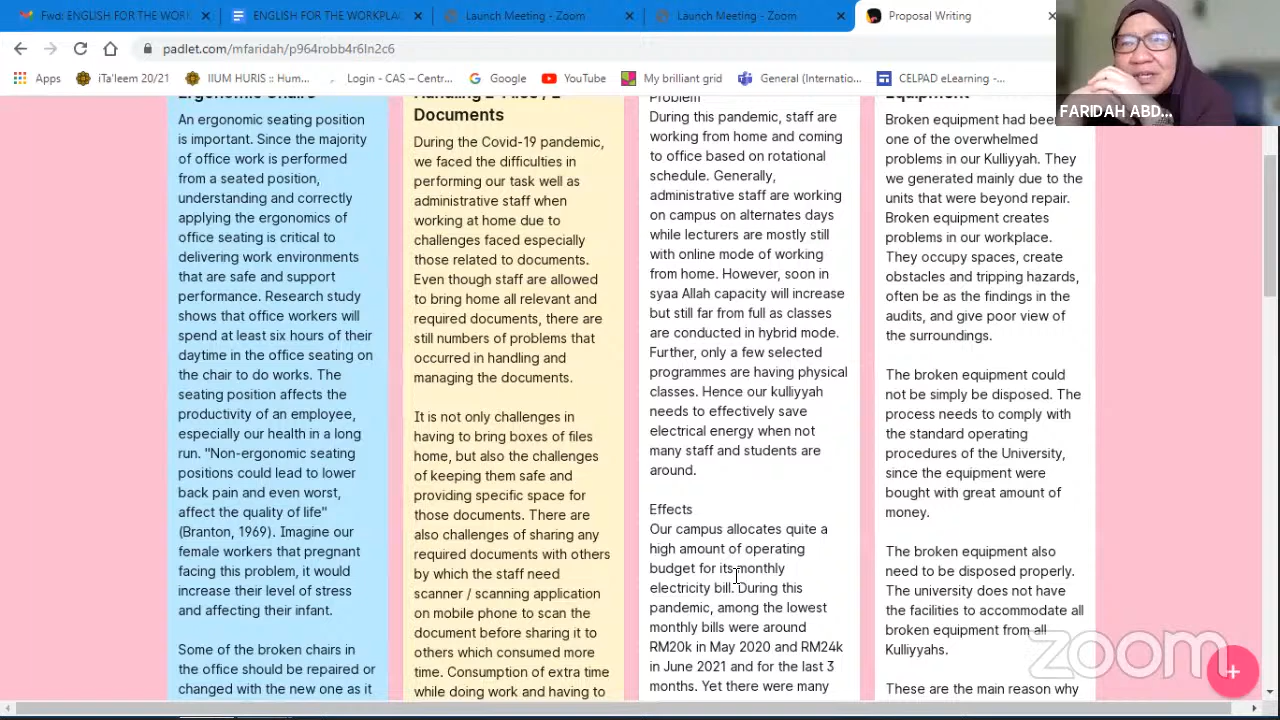 Fwd: ENGLISH FOR THE WORK
ENGLISH FOR THE WORKPLAC
Launch Meeting - Zoom
Launch Meeting - Zoom
Proposal Writing
padlet.com/mfaridah/p964robb4r6ln2c6
Apps
iTa'leem 20/21
IIUM HURIS :: Hum...
Login - CAS – Centr...
Google
YouTube
My brilliant grid
General (Internatio...
CELPAD eLearning -...
FARIDAH ABD...
Ergonomic Chairs
An ergonomic seating position
is important. Since the majority
of office work is performed
from a seated position,
understanding and correctly
applying the ergonomics of
office seating is critical to
delivering work environments
that are safe and support
performance. Research study
shows that office workers will
spend at least six hours of their
daytime in the office seating on
the chair to do works. The
seating position affects the
productivity of an employee,
especially our health in a long
run. "Non-ergonomic seating
positions could lead to lower
back pain and even worst,
affect the quality of life"
(Branton, 1969). Imagine our
female workers that pregnant
facing this problem, it would
increase their level of stress
and affecting their infant.
Some of the broken chairs in
the office should be repaired or
changed with the new one as it
Handling E-Files / E-
Documents
During the Covid-19 pandemic,
we faced the difficulties in
performing our task well as
administrative staff when
working at home due to
challenges faced especially
those related to documents.
Even though staff are allowed
to bring home all relevant and
required documents, there are
still numbers of problems that
occurred in handling and
managing the documents.
It is not only challenges in
having to bring boxes of files
home, but also the challenges
of keeping them safe and
providing specific space for
those documents. There are
also challenges of sharing any
required documents with others
by which the staff need
scanner / scanning application
on mobile phone to scan the
document before sharing it to
others which consumed more
time. Consumption of extra time
while doing work and having to
Problem
During this pandemic, staff are
working from home and coming
to office based on rotational
schedule. Generally,
administrative staff are working
on campus on alternates days
while lecturers are mostly still
with online mode of working
from home. However, soon in
syaa Allah capacity will increase
but still far from full as classes
are conducted in hybrid mode.
Further, only a few selected
programmes are having physical
classes. Hence our kulliyyah
needs to effectively save
electrical energy when not
many staff and students are
around.
Effects
Our campus allocates quite a
high amount of operating
budget for its monthly
electricity bill. During this
pandemic, among the lowest
monthly bills were around
RM20k in May 2020 and RM24k
in June 2021 and for the last 3
months. Yet there were many
Equipment
Broken equipment had been
one of the overwhelmed
problems in our Kulliyyah. They
we generated mainly due to the
units that were beyond repair.
Broken equipment creates
problems in our workplace.
They occupy spaces, create
obstacles and tripping hazards,
often be as the findings in the
audits, and give poor view of
the surroundings.
The broken equipment could
not be simply be disposed. The
process needs to comply with
the standard operating
procedures of the University,
since the equipment were
bought with great amount of
money.
The broken equipment also
need to be disposed properly.
The university does not have
the facilities to accommodate all
broken equipment from all
Kulliyyahs.
These are the main reason why
zoom